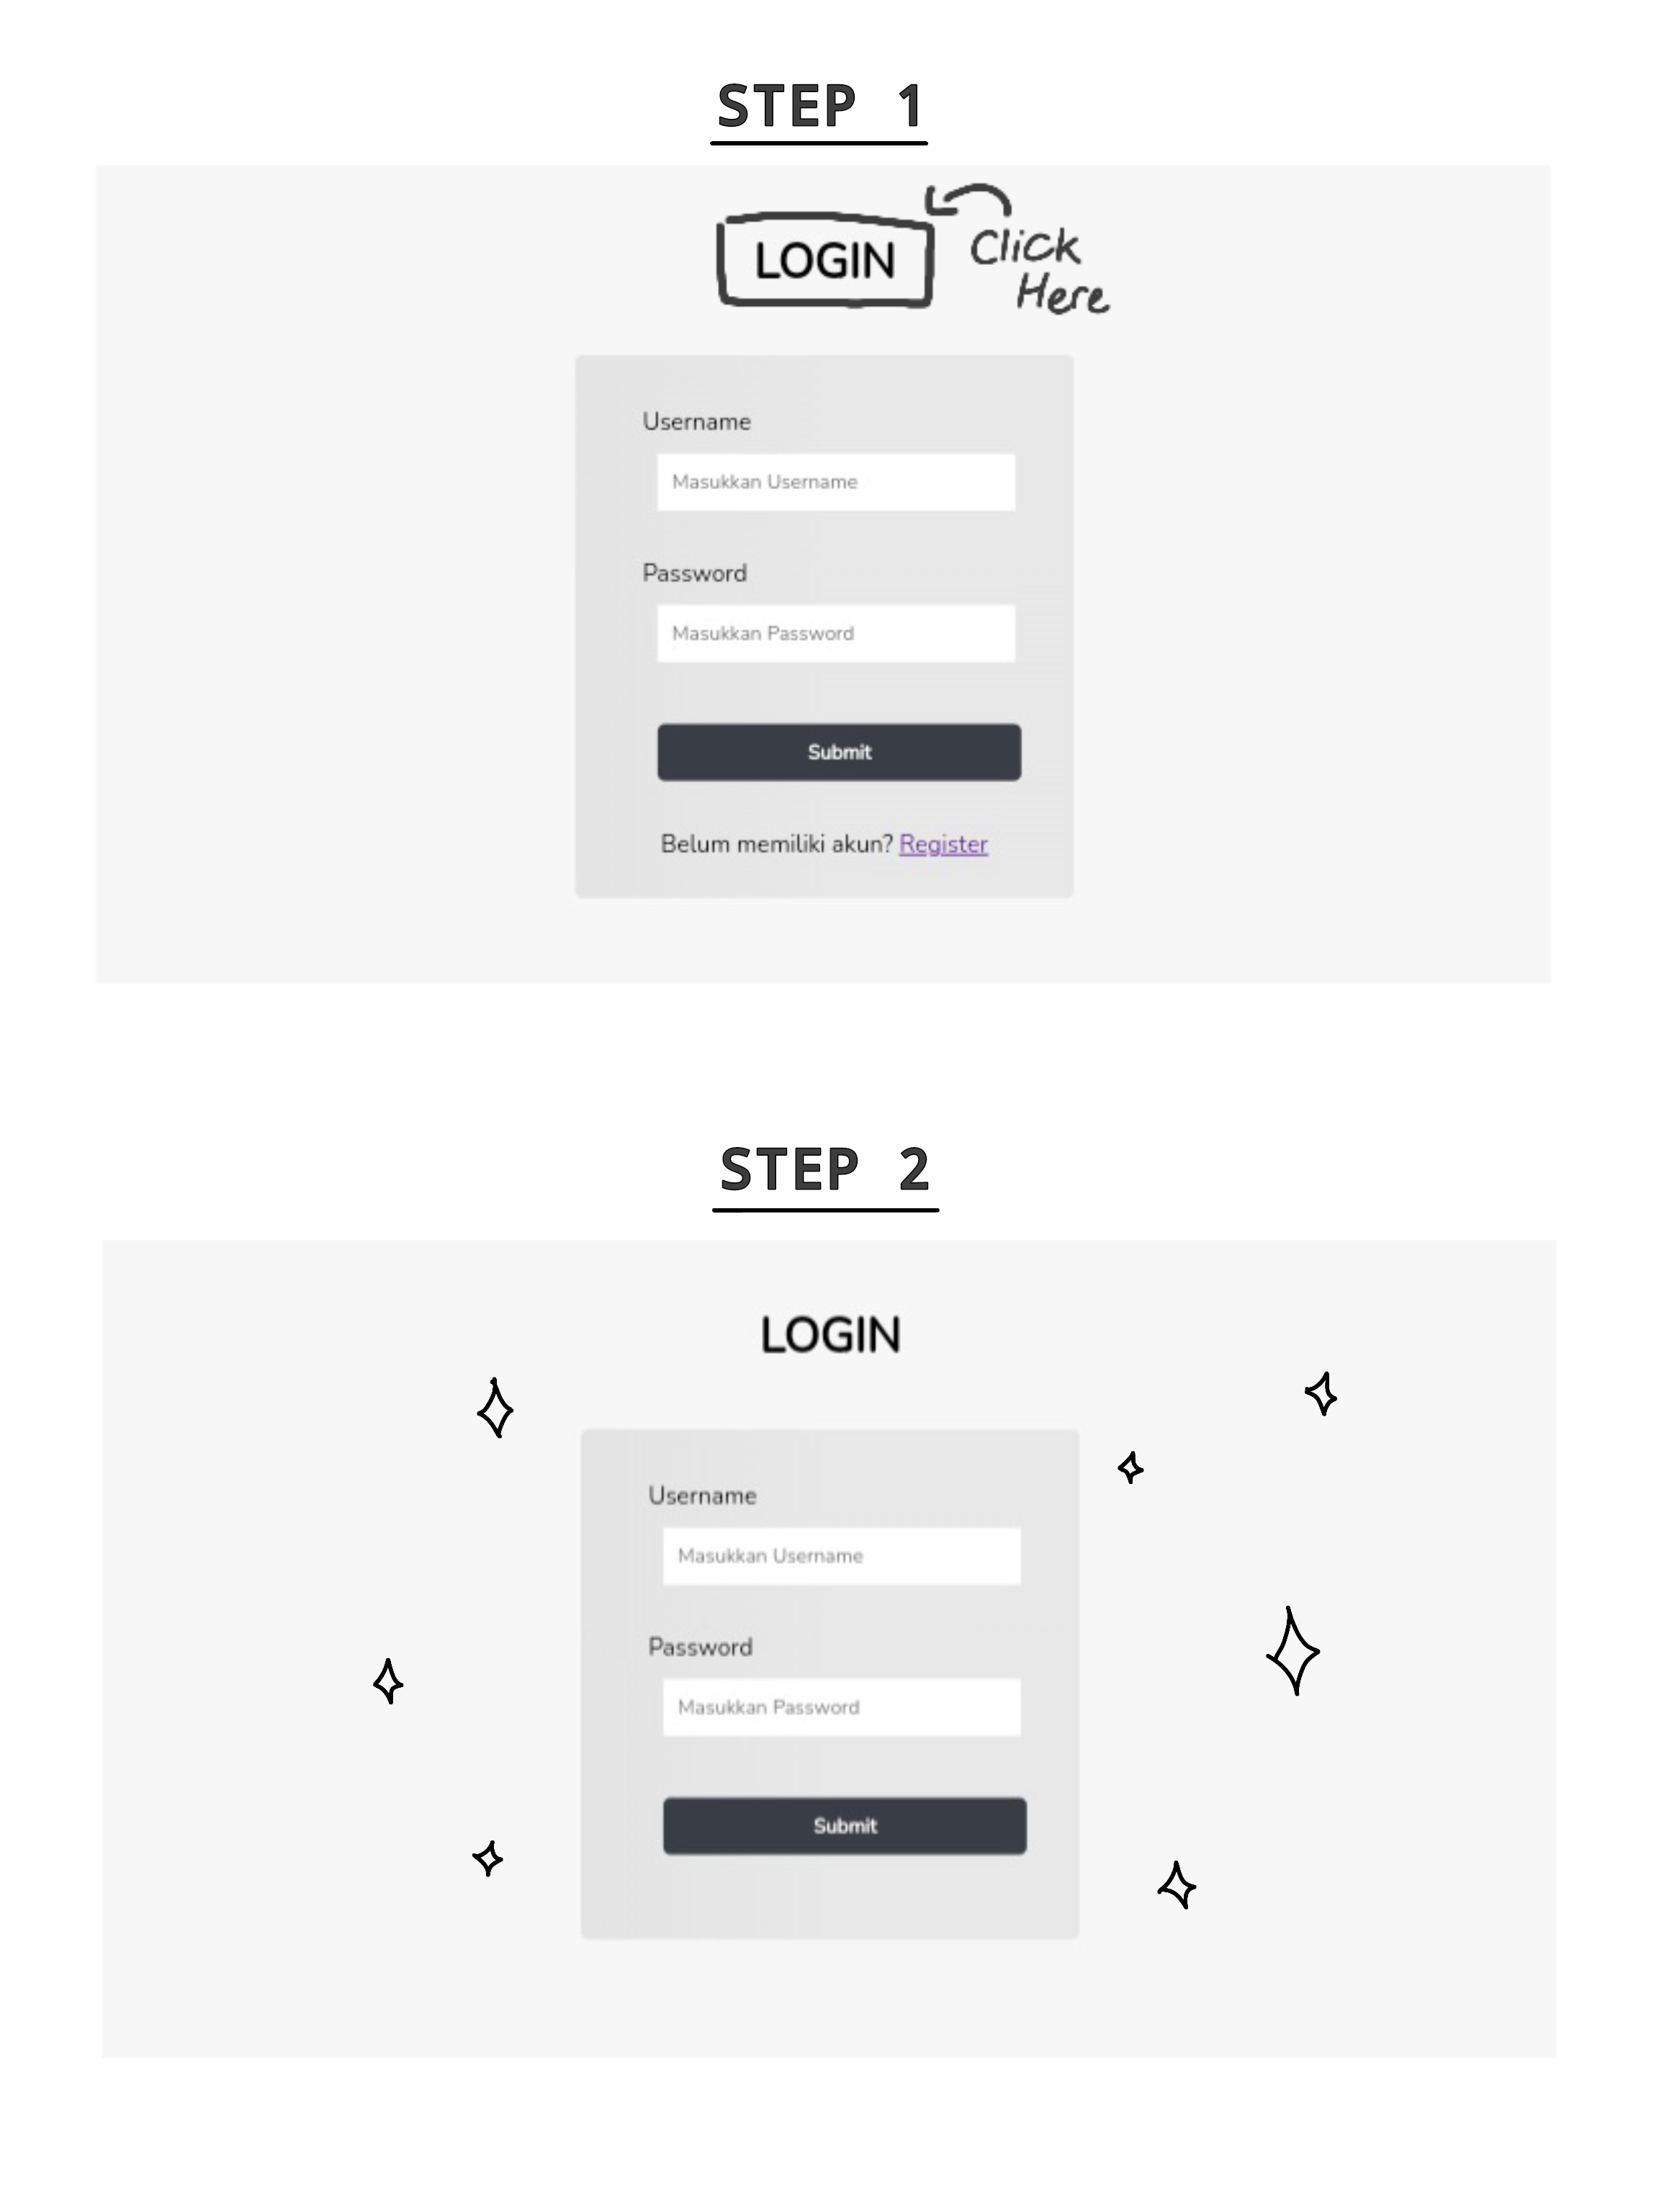 STEP 1
LOGIN
Click
Here
Username
Masukkan Username
Password
Masukkan Password
Submit
Belum memiliki akun? Register
STEP 2
LOGIN
Username
Masukkan Username
Password
Masukkan Password
Submit